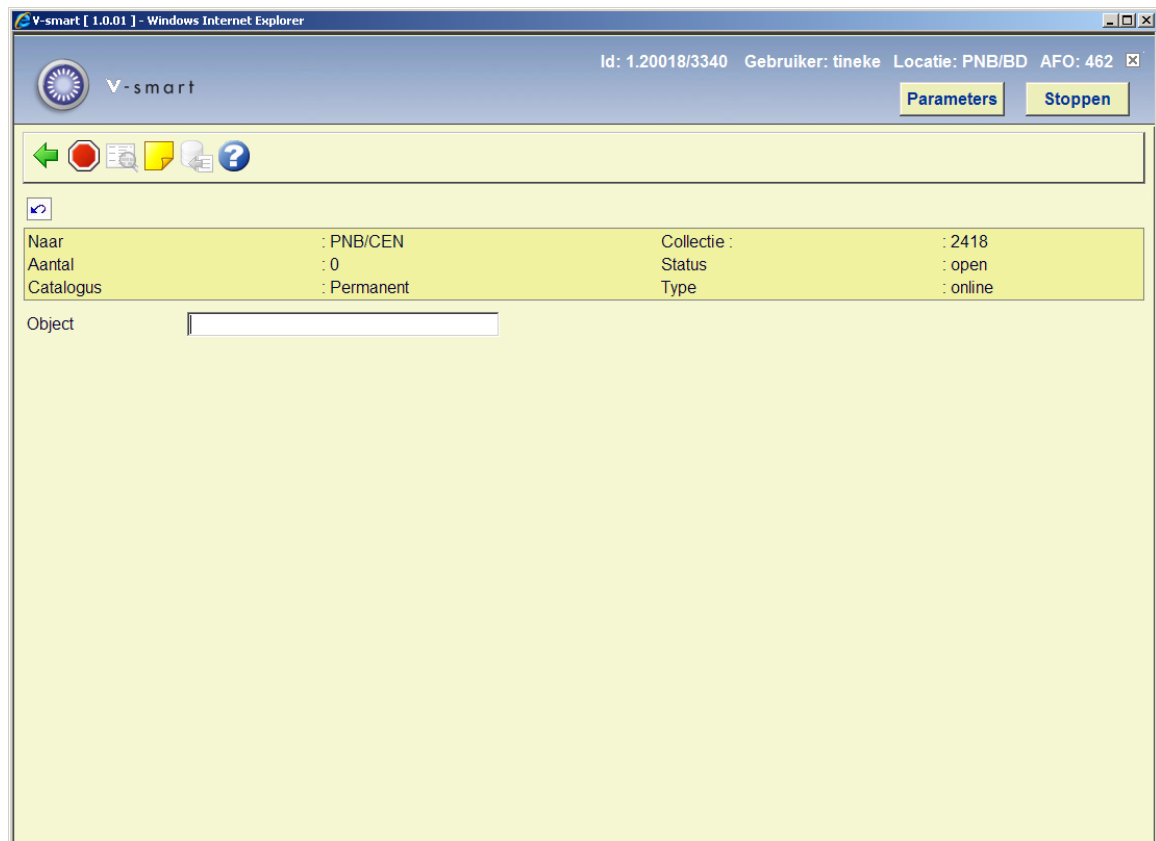 V-smart [ 1.0.01 ] - Windows Internet Explorer
Id: 1.20018/3340 Gebruiker: tineke Locatie: PNB/BD AFO: 462
V-smart
Parameters Stoppen
Naar : PNB/CEN Collectie : : 2418
Aantal : 0 Status : open
Catalogus : Permanent Type : online
Object